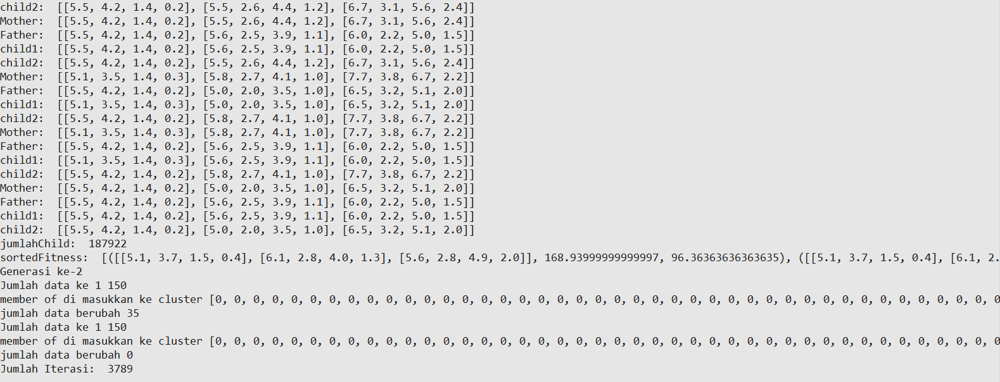 child2:  [[5.5, 4.2, 1.4, 0.2], [5.5, 2.6, 4.4, 1.2], [6.7, 3.1, 5.6, 2.4]]
Mother:  [[5.5, 4.2, 1.4, 0.2], [5.5, 2.6, 4.4, 1.2], [6.7, 3.1, 5.6, 2.4]]
Father:  [[5.5, 4.2, 1.4, 0.2], [5.6, 2.5, 3.9, 1.1], [6.0, 2.2, 5.0, 1.5]]
child1:  [[5.5, 4.2, 1.4, 0.2], [5.6, 2.5, 3.9, 1.1], [6.0, 2.2, 5.0, 1.5]]
child2:  [[5.5, 4.2, 1.4, 0.2], [5.5, 2.6, 4.4, 1.2], [6.7, 3.1, 5.6, 2.4]]
Mother:  [[5.1, 3.5, 1.4, 0.3], [5.8, 2.7, 4.1, 1.0], [7.7, 3.8, 6.7, 2.2]]
Father:  [[5.5, 4.2, 1.4, 0.2], [5.0, 2.0, 3.5, 1.0], [6.5, 3.2, 5.1, 2.0]]
child1:  [[5.1, 3.5, 1.4, 0.3], [5.0, 2.0, 3.5, 1.0], [6.5, 3.2, 5.1, 2.0]]
child2:  [[5.5, 4.2, 1.4, 0.2], [5.8, 2.7, 4.1, 1.0], [7.7, 3.8, 6.7, 2.2]]
Mother:  [[5.1, 3.5, 1.4, 0.3], [5.8, 2.7, 4.1, 1.0], [7.7, 3.8, 6.7, 2.2]]
Father:  [[5.5, 4.2, 1.4, 0.2], [5.6, 2.5, 3.9, 1.1], [6.0, 2.2, 5.0, 1.5]]
child1:  [[5.1, 3.5, 1.4, 0.3], [5.6, 2.5, 3.9, 1.1], [6.0, 2.2, 5.0, 1.5]]
child2:  [[5.5, 4.2, 1.4, 0.2], [5.8, 2.7, 4.1, 1.0], [7.7, 3.8, 6.7, 2.2]]
Mother:  [[5.5, 4.2, 1.4, 0.2], [5.0, 2.0, 3.5, 1.0], [6.5, 3.2, 5.1, 2.0]]
Father:  [[5.5, 4.2, 1.4, 0.2], [5.6, 2.5, 3.9, 1.1], [6.0, 2.2, 5.0, 1.5]]
child1:  [[5.5, 4.2, 1.4, 0.2], [5.6, 2.5, 3.9, 1.1], [6.0, 2.2, 5.0, 1.5]]
child2:  [[5.5, 4.2, 1.4, 0.2], [5.0, 2.0, 3.5, 1.0], [6.5, 3.2, 5.1, 2.0]]
jumlahChild:  187922
sortedFitness:  [([[5.1, 3.7, 1.5, 0.4], [6.1, 2.8, 4.0, 1.3], [5.6, 2.8, 4.9, 2.0]], 168.93999999999997, 96.36363636363635), ([[5.1, 3.7, 1.5, 0.4], [6.1, 2.
Generasi ke-2
Jumlah data ke 1 150
member of di masukkan ke cluster [0, 0, 0, 0, 0, 0, 0, 0, 0, 0, 0, 0, 0, 0, 0, 0, 0, 0, 0, 0, 0, 0, 0, 0, 0, 0, 0, 0, 0, 0, 0, 0, 0, 0, 0, 0, 0, 0, 0, 0, 0, 0
jumlah data berubah 35
Jumlah data ke 1 150
member of di masukkan ke cluster [0, 0, 0, 0, 0, 0, 0, 0, 0, 0, 0, 0, 0, 0, 0, 0, 0, 0, 0, 0, 0, 0, 0, 0, 0, 0, 0, 0, 0, 0, 0, 0, 0, 0, 0, 0, 0, 0, 0, 0, 0, 0
jumlah data berubah 0
Jumlah Iterasi:  3789